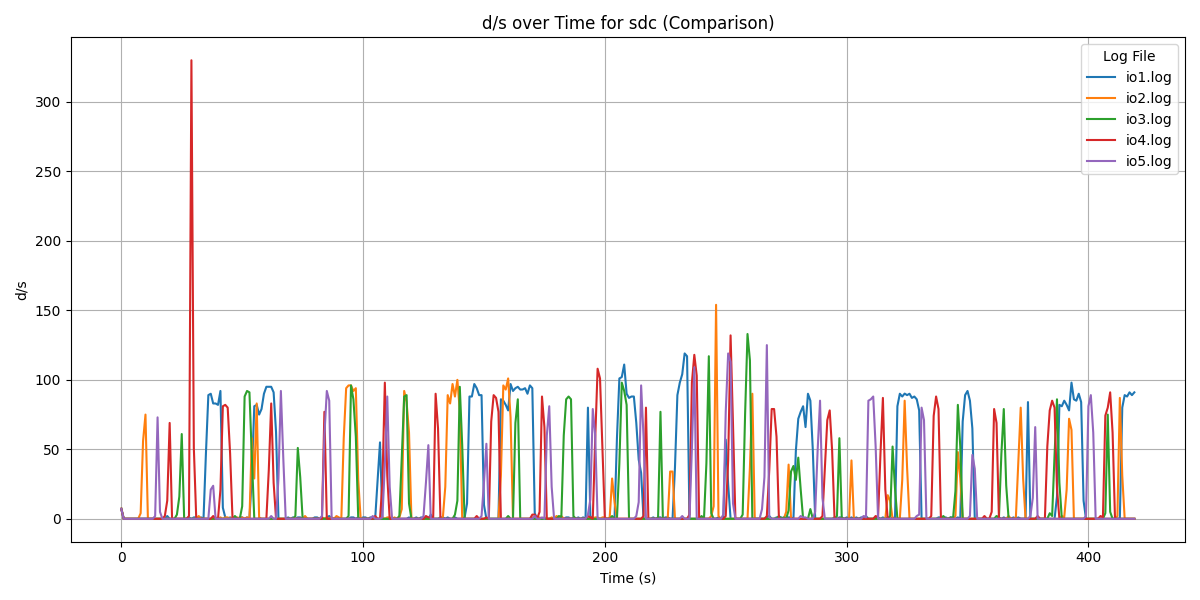 d/s over Time for sdc (Comparison)
Log File
io1.log
io2.log
io3.log
io4.log
io5.log
300
250
200
150
100
50
0
d/s
0 100 200 300 400
Time (s)